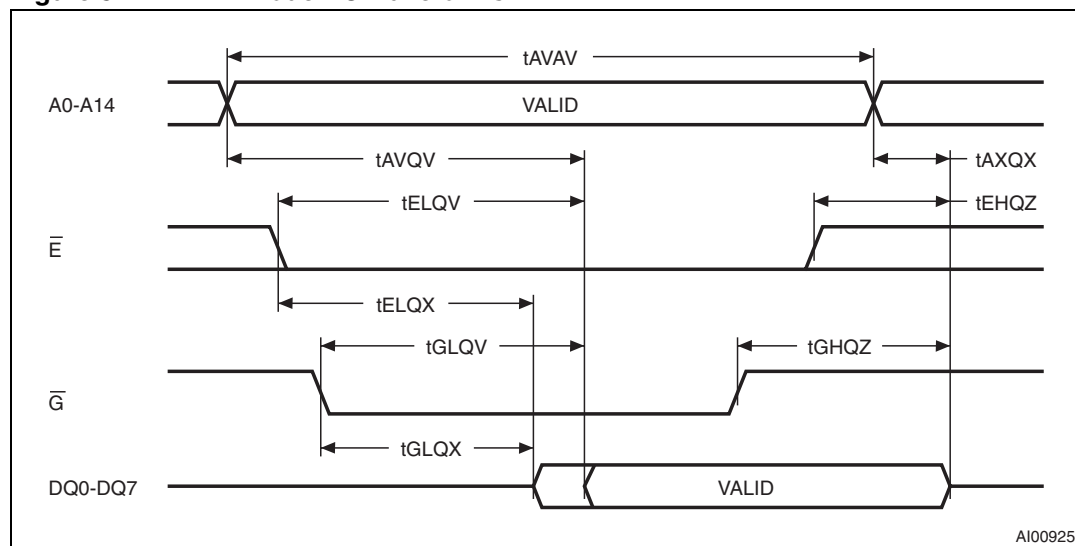 tAVAV
A0-A14
VALID
tAVQV
tAXQX
tELQV
tEHQZ
E
tELQX
tGLQV
tGHQZ
G
tGLQX
DQ0-DQ7
VALID
AI00925